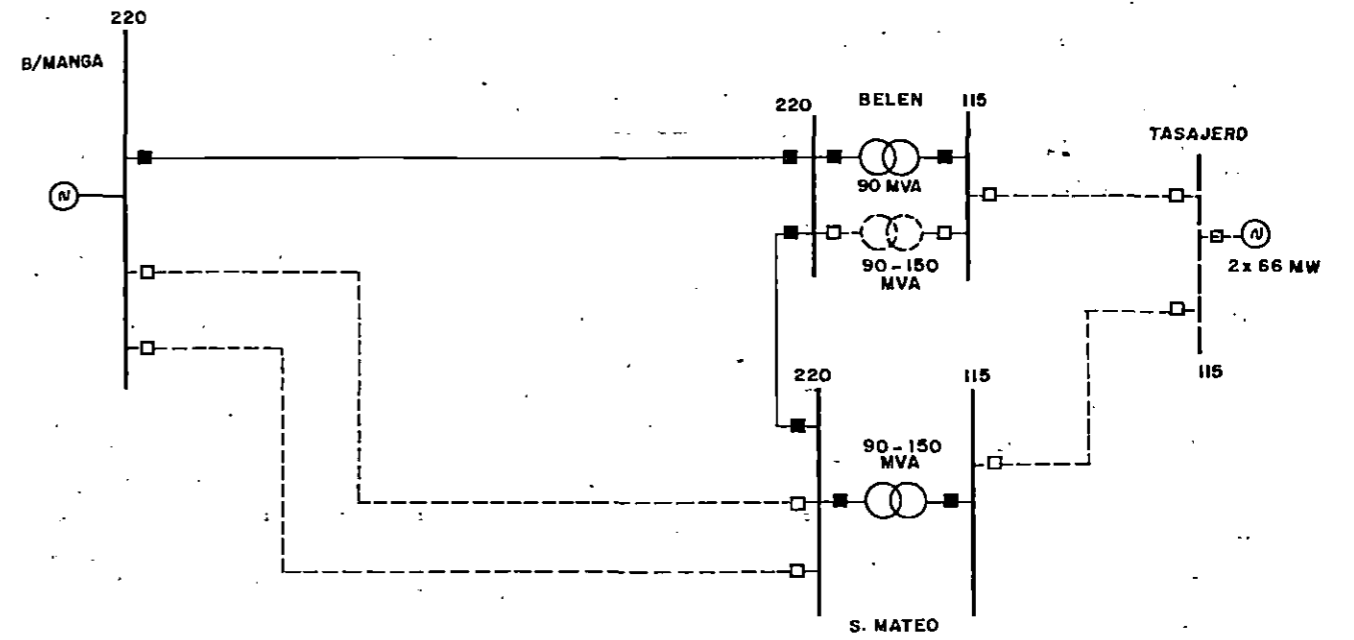 220
B/MANGA
220
BELEN
115
90 MVA
90-150
MVA
TASAJERO
2x 66 MW
115
220
115
90-150
MVA
S. MATEO